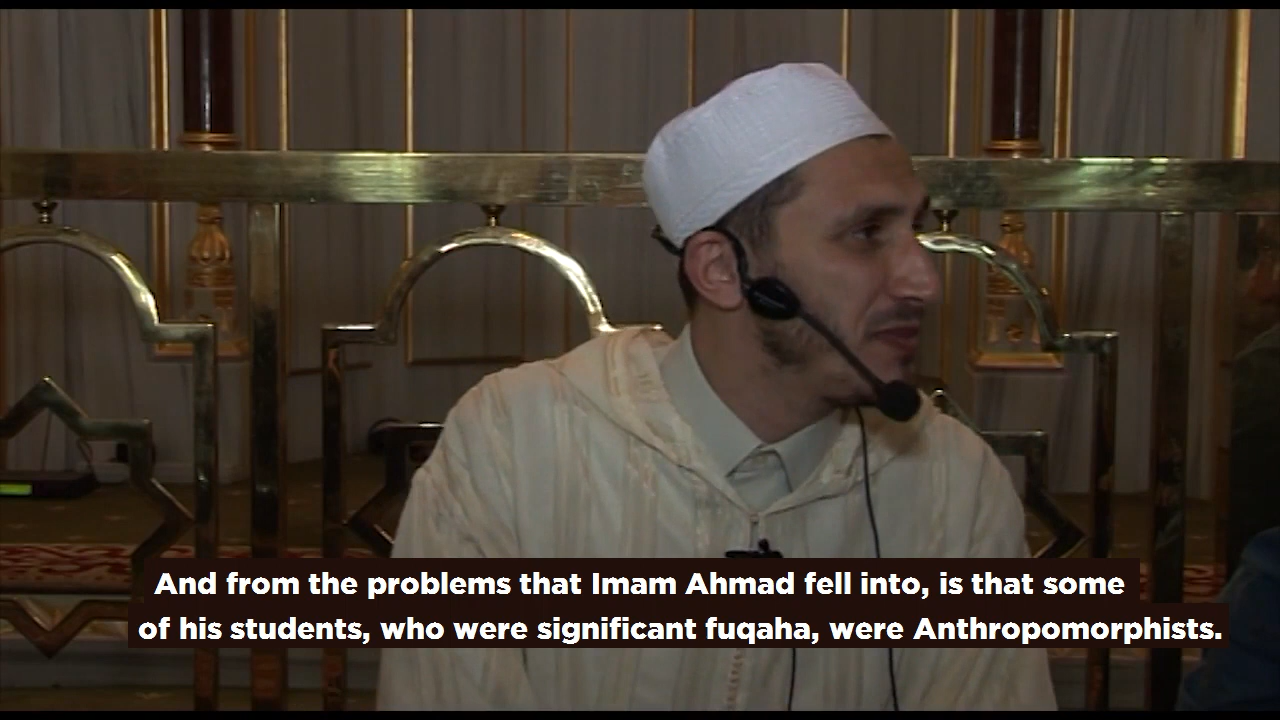 And from the problems that Imam Ahmad fell into, is that some
of his students, who were significant fuqaha, were Anthropomorphists.